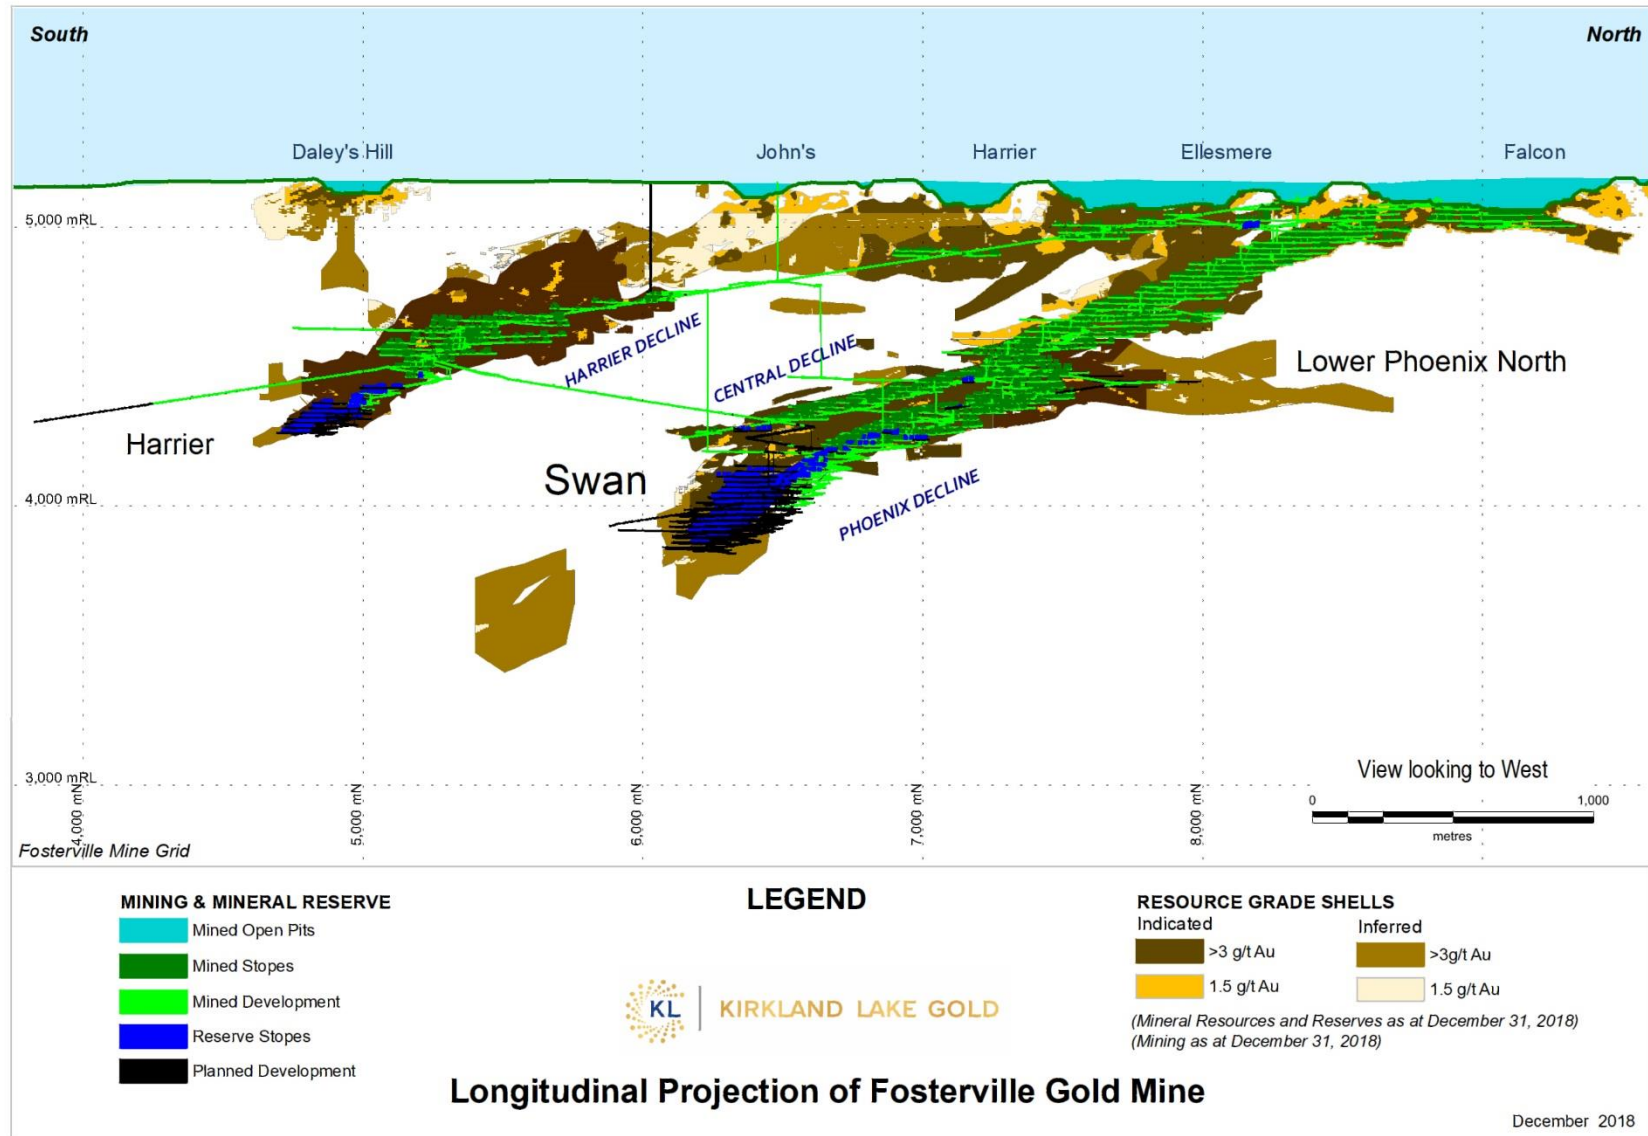 South
North
Daley's Hill
John's
Harrier
Ellesmere
Falcon
5,000 mRL
HARRIER DECLINE
CENTRAL DECLINE
Lower Phoenix North
Harrier
Swan
4,000 mRL
PHOENIX DECLINE
3,000 mRL
View looking to West
0 1,000
metres
4,000 mN
5,000 mN
6,000 mN
7,000 mN
8,000 mN
Fosterville Mine Grid
MINING & MINERAL RESERVE
Mined Open Pits
Mined Stopes
Mined Development
Reserve Stopes
Planned Development
LEGEND
KL KIRKLAND LAKE GOLD
RESOURCE GRADE SHELLS
Indicated Inferred
>3 g/t Au >3g/t Au
1.5 g/t Au 1.5 g/t Au
(Mineral Resources and Reserves as at December 31, 2018)
(Mining as at December 31, 2018)
Longitudinal Projection of Fosterville Gold Mine
December 2018